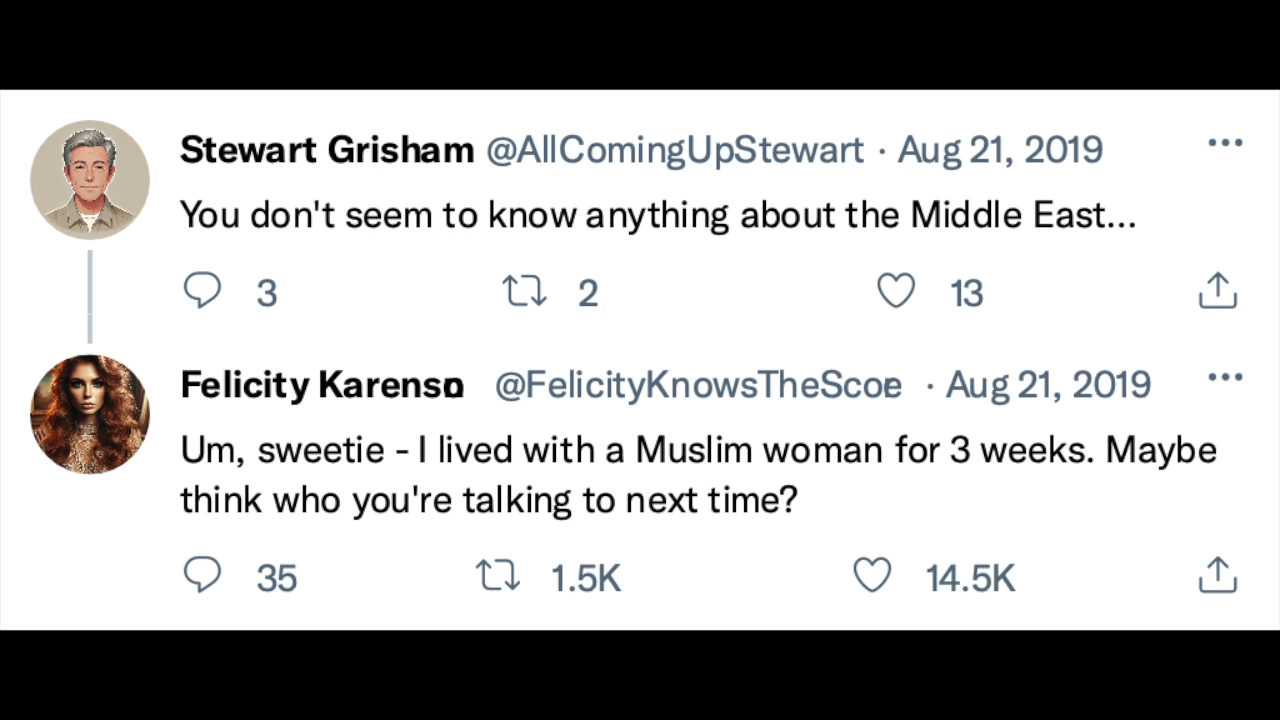 Stewart Grisham @AllComingUpStewart · Aug 21, 2019
You don't seem to know anything about the Middle East...
3 2 13
Felicity Karenson @FelicityKnowsTheScore · Aug 21, 2019
Um, sweetie - I lived with a Muslim woman for 3 weeks. Maybe
think who you're talking to next time?
35 1.5K 14.5K